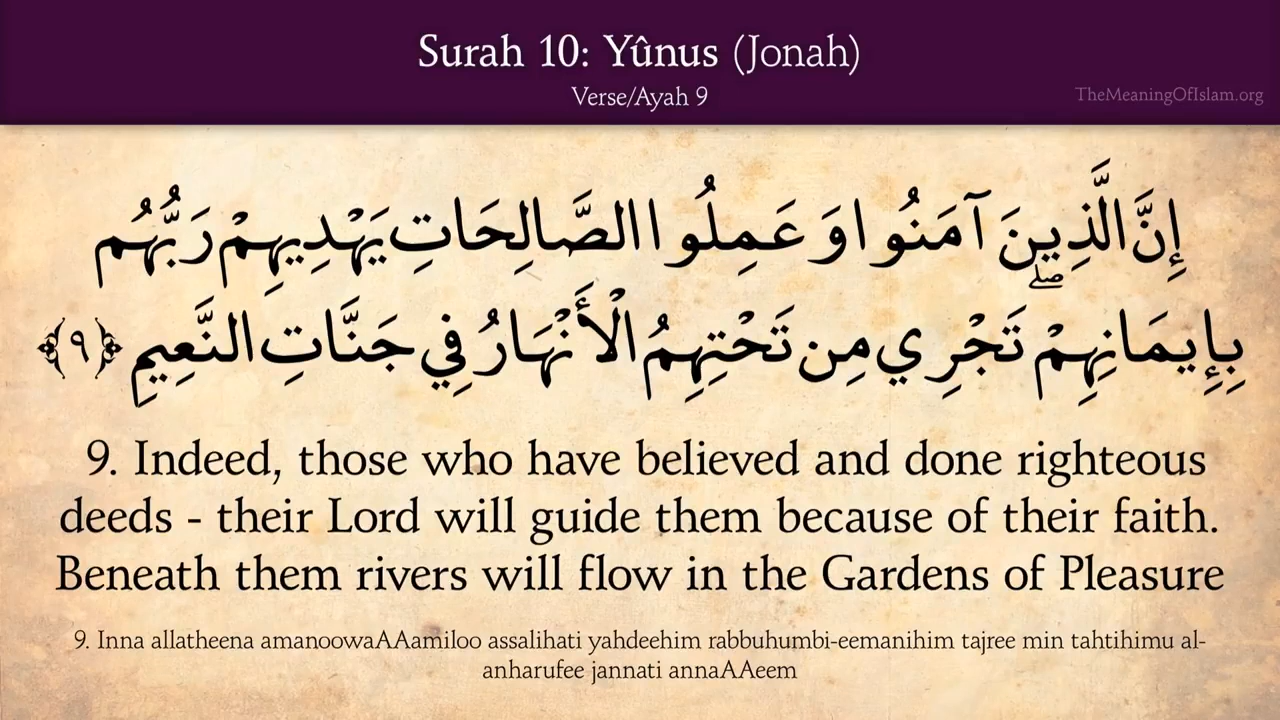 Surah 10: Yûnus (Jonah)
Verse/Ayah 9
TheMeaningOfIslam.org
إِنَّ الَّذِينَ آمَنُوا وَعَمِلُوا الصَّالِحَاتِ يَهْدِيهِمْ رَبُّهُم
بِإِيمَانِهِمْ ۖ تَجْرِي مِن تَحْتِهِمُ الْأَنْهَارُ فِي جَنَّاتِ النَّعِيمِ ﴿٩﴾
9. Indeed, those who have believed and done righteous
deeds - their Lord will guide them because of their faith.
Beneath them rivers will flow in the Gardens of Pleasure
9. Inna allatheena amanoowaAAamiloo assalihati yahdeehim rabbuhumbi-eemanihim tajree min tahtihimu al-
anharufee jannati annaAAeem